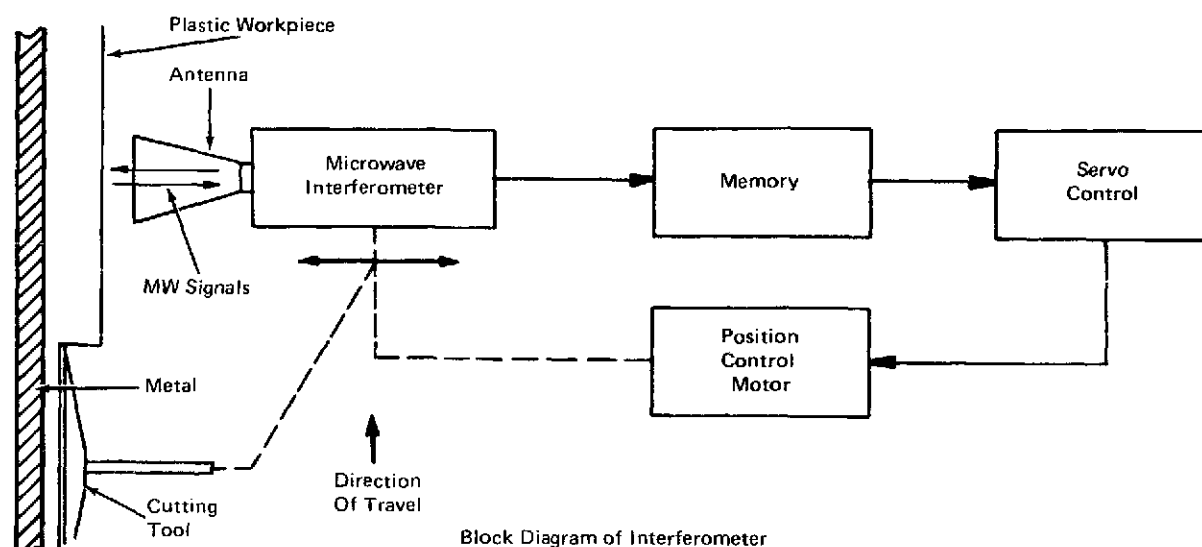 Plastic Workpiece
Antenna
Microwave
Interferometer
Memory
Servo
Control
MW Signals
Position
Control
Motor
Metal
Direction
Of Travel
Cutting
Tool
Block Diagram of Interferometer